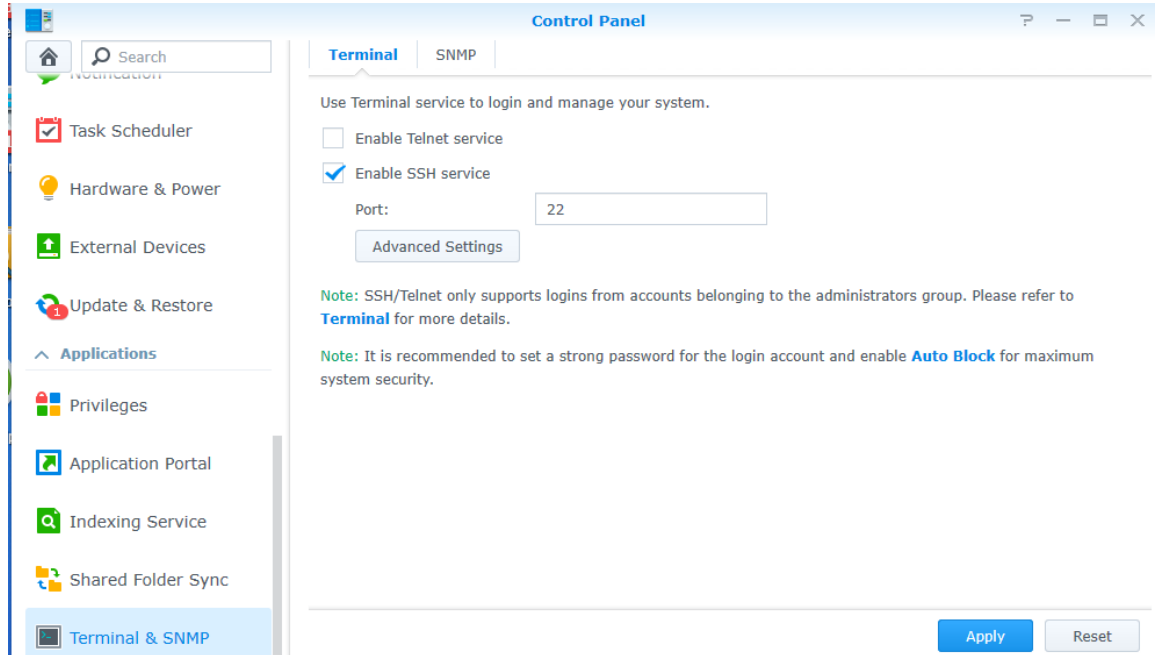 Control Panel
Search
Notification
Task Scheduler
Hardware & Power
External Devices
1
Update & Restore
Applications
Privileges
Application Portal
Indexing Service
Shared Folder Sync
Terminal & SNMP
Terminal SNMP
Use Terminal service to login and manage your system.
Enable Telnet service
Enable SSH service
Port: 22
Advanced Settings
Note: SSH/Telnet only supports logins from accounts belonging to the administrators group. Please refer to
Terminal for more details.
Note: It is recommended to set a strong password for the login account and enable Auto Block for maximum
system security.
Apply Reset